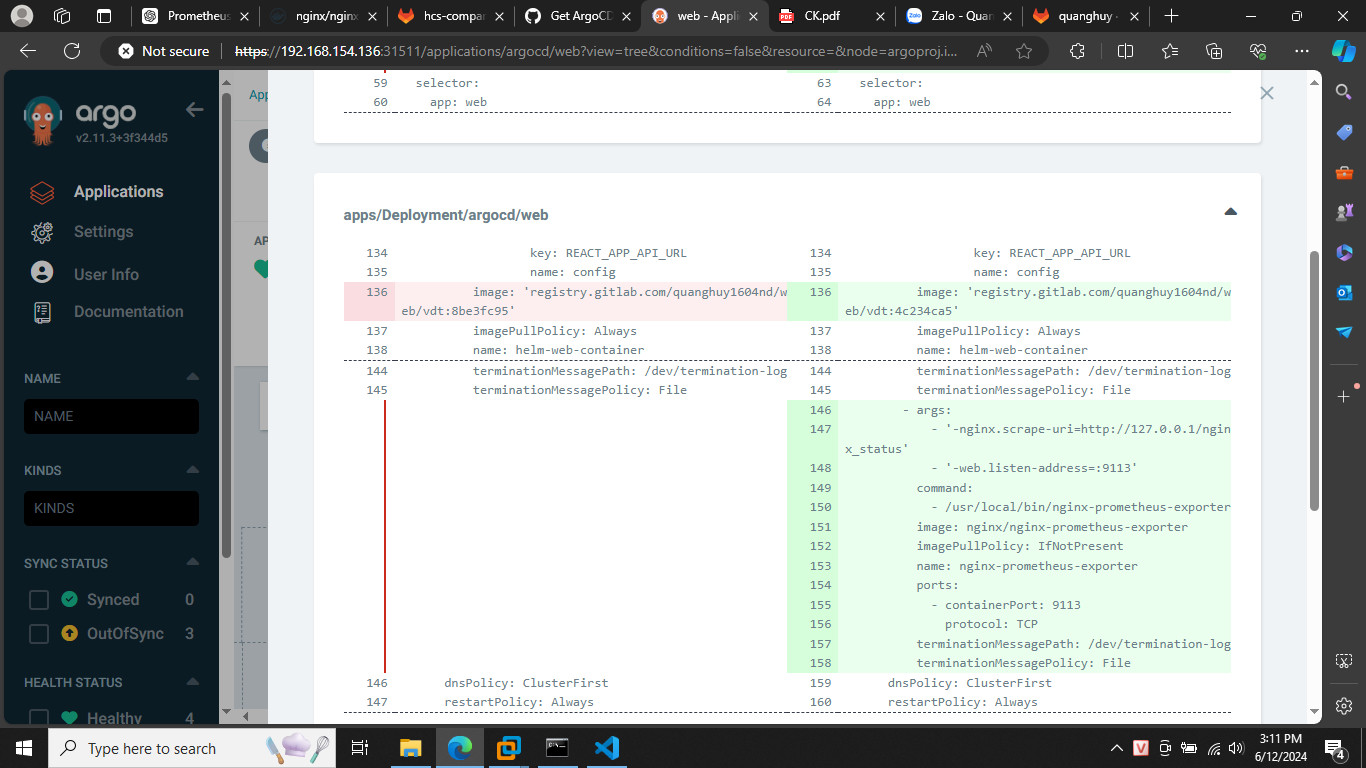 Prometheus
nginx/nginx
hcs-compar
Get ArgoCD
web - Appli
CK.pdf
Zalo - Quan
quanghuy -
Not secure
https://192.168.154.136:31511/applications/argocd/web?view=tree&conditions=false&resource=&node=argoproj.i...
argo
v2.11.3+3f344d5
Applications
Settings
User Info
Documentation
NAME
NAME
KINDS
KINDS
SYNC STATUS
Synced 0
OutOfSync 3
HEALTH STATUS
Healthy 4
App
AP
59 selector: 63 selector:
60 app: web 64 app: web
apps/Deployment/argocd/web
134 key: REACT_APP_API_URL 134 key: REACT_APP_API_URL
135 name: config 135 name: config
136 image: 'registry.gitlab.com/quanghuy1604nd/w 136 image: 'registry.gitlab.com/quanghuy1604nd/w
eb/vdt:8be3fc95' eb/vdt:4c234ca5'
137 imagePullPolicy: Always 137 imagePullPolicy: Always
138 name: helm-web-container 138 name: helm-web-container
144 terminationMessagePath: /dev/termination-log 144 terminationMessagePath: /dev/termination-log
145 terminationMessagePolicy: File 145 terminationMessagePolicy: File
146 - args:
147 - '-nginx.scrape-uri=http://127.0.0.1/ngin
x_status'
148 - '-web.listen-address=:9113'
149 command:
150 - /usr/local/bin/nginx-prometheus-exporter
151 image: nginx/nginx-prometheus-exporter
152 imagePullPolicy: IfNotPresent
153 name: nginx-prometheus-exporter
154 ports:
155 - containerPort: 9113
156 protocol: TCP
157 terminationMessagePath: /dev/termination-log
158 terminationMessagePolicy: File
146 dnsPolicy: ClusterFirst 159 dnsPolicy: ClusterFirst
147 restartPolicy: Always 160 restartPolicy: Always
Type here to search
3:11 PM
6/12/2024
4